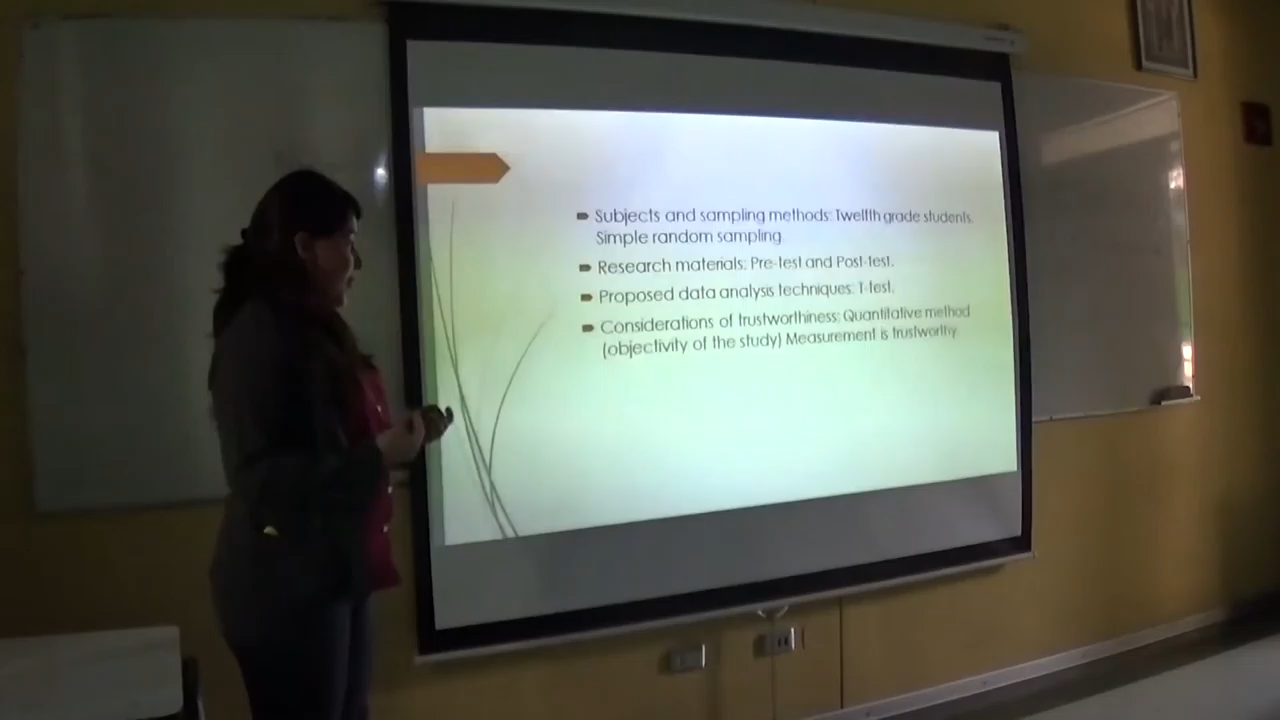 Subjects and sampling methods: Twelfth grade students.
Simple random sampling
Research materials: Pre-test and Post-test.
Proposed data analysis techniques: T-test.
Considerations of trustworthiness: Quantitative method
(objectivity of the study) Measurement is trustworthy